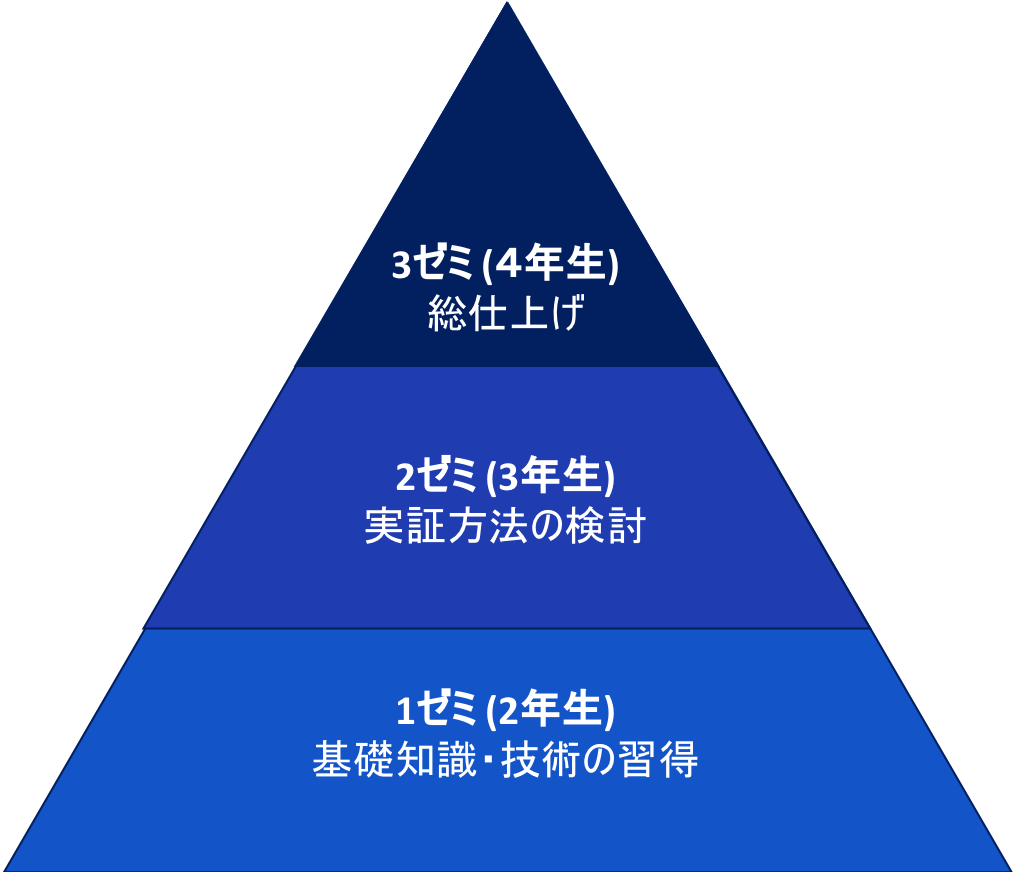 3ゼミ (４年生)
総仕上げ
2ゼミ (3年生)
実証方法の検討
1ゼミ (2年生)
基礎知識・技術の習得